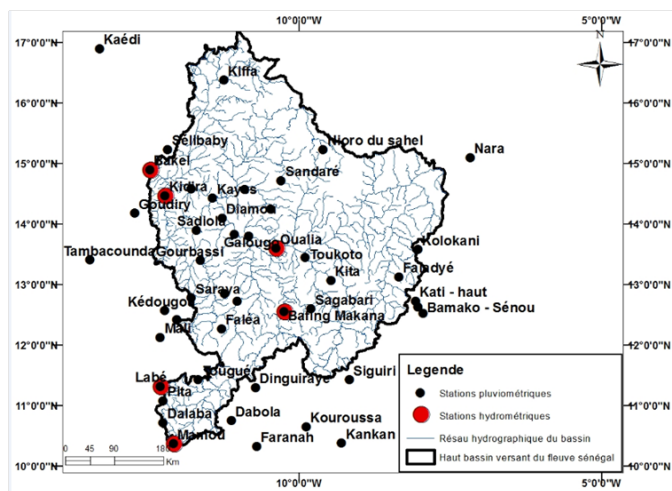 10°0'0"W 5°0'0"W
17°0'0"N 17°0'0"N
Kaédi
Kiffa
16°0'0"N 16°0'0"N
Sélibaby Nioro du sahel
Nara
15°0'0"N Bakel 15°0'0"N
Sandaré
Kidira Kayes
Goudiry Diamou
14°0'0"N Sadiola 14°0'0"N
Galougo Oualia Kolokani
Tambacounda Gourbassi Toukoto
Kita Faladyé
13°0'0"N Saraya 13°0'0"N
Kédougou Sagabari Kati - haut
Bafing Makana Bamako - Sénou
Mali Faléa
12°0'0"N 12°0'0"N
Tougué Siguiri
Labé Dinguiraye
Pita
11°0'0"N 11°0'0"N
Dalaba Dabola Kouroussa
Mamou Faranah Kankan
10°0'0"N 10°0'0"N
0 45 90 180
Km
Legende
Stations pluviométriques
Stations hydrométriques
Résau hydrographique du bassin
Haut bassin versant du fleuve sénégal
10°0'0"W 5°0'0"W